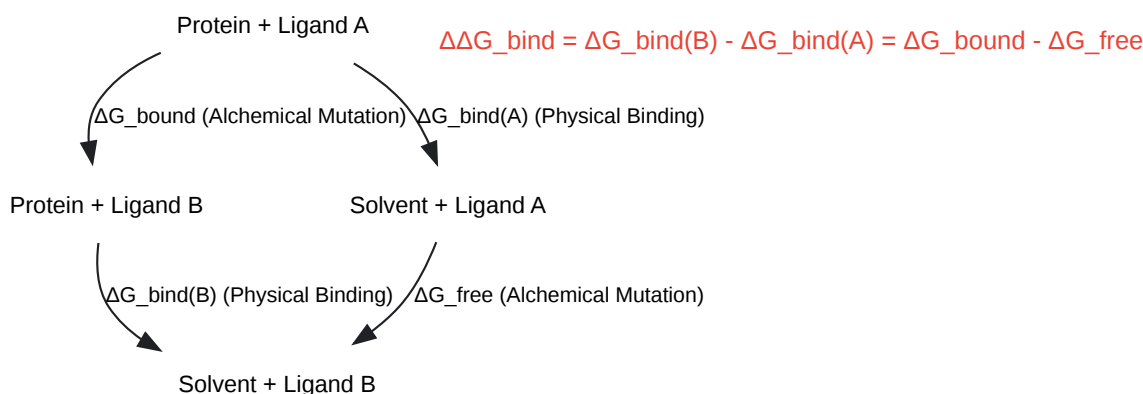 Protein + Ligand A
ΔΔG_bind = ΔG_bind(B) - ΔG_bind(A) = ΔG_bound - ΔG_free
ΔG_bound (Alchemical Mutation)
ΔG_bind(A) (Physical Binding)
Protein + Ligand B
Solvent + Ligand A
ΔG_bind(B) (Physical Binding)
ΔG_free (Alchemical Mutation)
Solvent + Ligand B